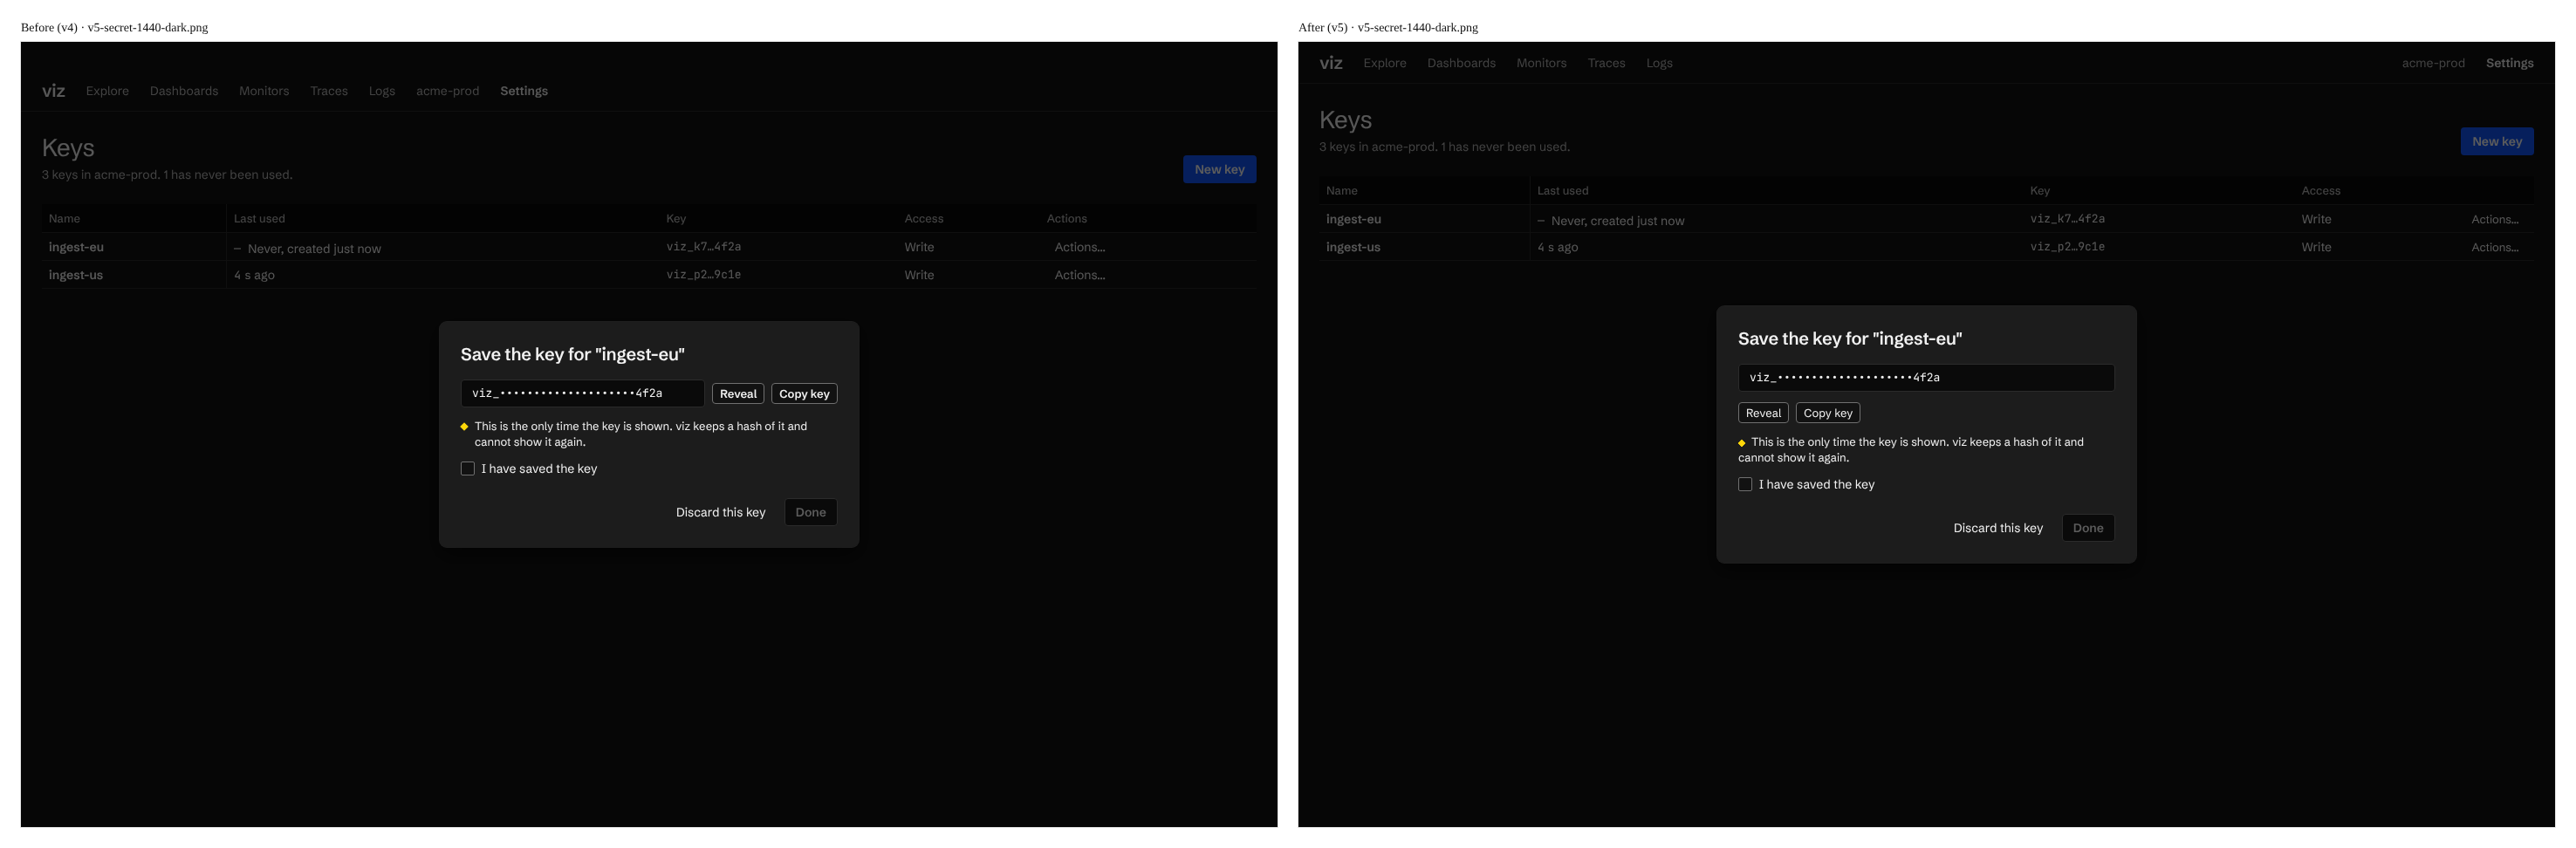 Before (v4) · v5-secret-1440-dark.png
viz Explore Dashboards Monitors Traces Logs acme-prod Settings
Keys
3 keys in acme-prod. 1 has never been used.
New key
Name Last used Key Access Actions
ingest-eu – Never, created just now viz_k7…4f2a Write Actions…
ingest-us 4 s ago viz_p2…9c1e Write Actions…
Save the key for "ingest-eu"
viz_••••••••••••••••••••4f2a Reveal Copy key
◆ This is the only time the key is shown. viz keeps a hash of it and
cannot show it again.
I have saved the key
Discard this key Done
After (v5) · v5-secret-1440-dark.png
viz Explore Dashboards Monitors Traces Logs acme-prod Settings
Keys
3 keys in acme-prod. 1 has never been used.
New key
Name Last used Key Access
ingest-eu – Never, created just now viz_k7…4f2a Write Actions…
ingest-us 4 s ago viz_p2…9c1e Write Actions…
Save the key for "ingest-eu"
viz_••••••••••••••••••••4f2a
Reveal Copy key
◆ This is the only time the key is shown. viz keeps a hash of it and
cannot show it again.
I have saved the key
Discard this key Done